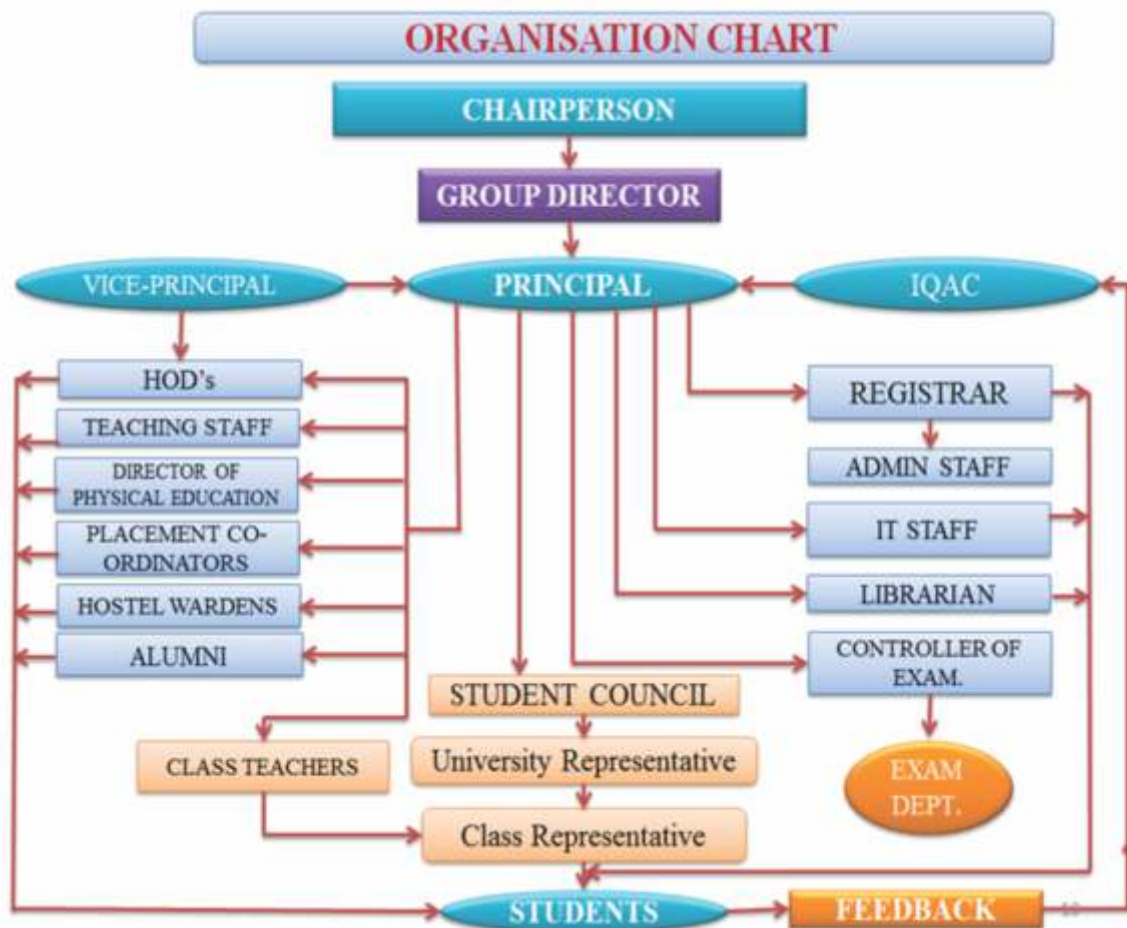 ORGANISATION CHART
CHAIRPERSON
GROUP DIRECTOR
VICE-PRINCIPAL
PRINCIPAL
IQAC
HOD's
TEACHING STAFF
DIRECTOR OF
PHYSICAL EDUCATION
PLACEMENT CO-
ORDINATORS
HOSTEL WARDENS
ALUMNI
REGISTRAR
ADMIN STAFF
IT STAFF
LIBRARIAN
CONTROLLER OF
EXAM.
EXAM
DEPT.
STUDENT COUNCIL
CLASS TEACHERS
University Representative
Class Representative
STUDENTS
FEEDBACK